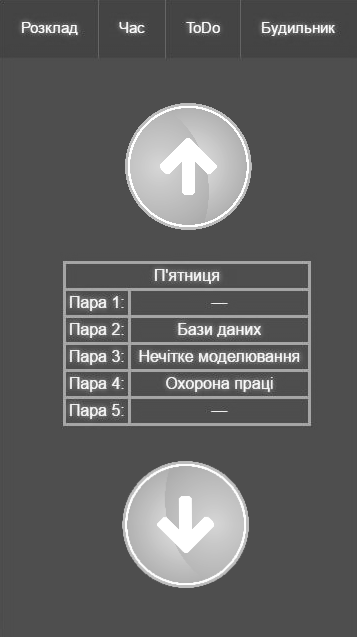 Розклад Час ToDo Будильник
П'ятниця
Пара 1: —
Пара 2: Бази даних
Пара 3: Нечітке моделювання
Пара 4: Охорона праці
Пара 5: —